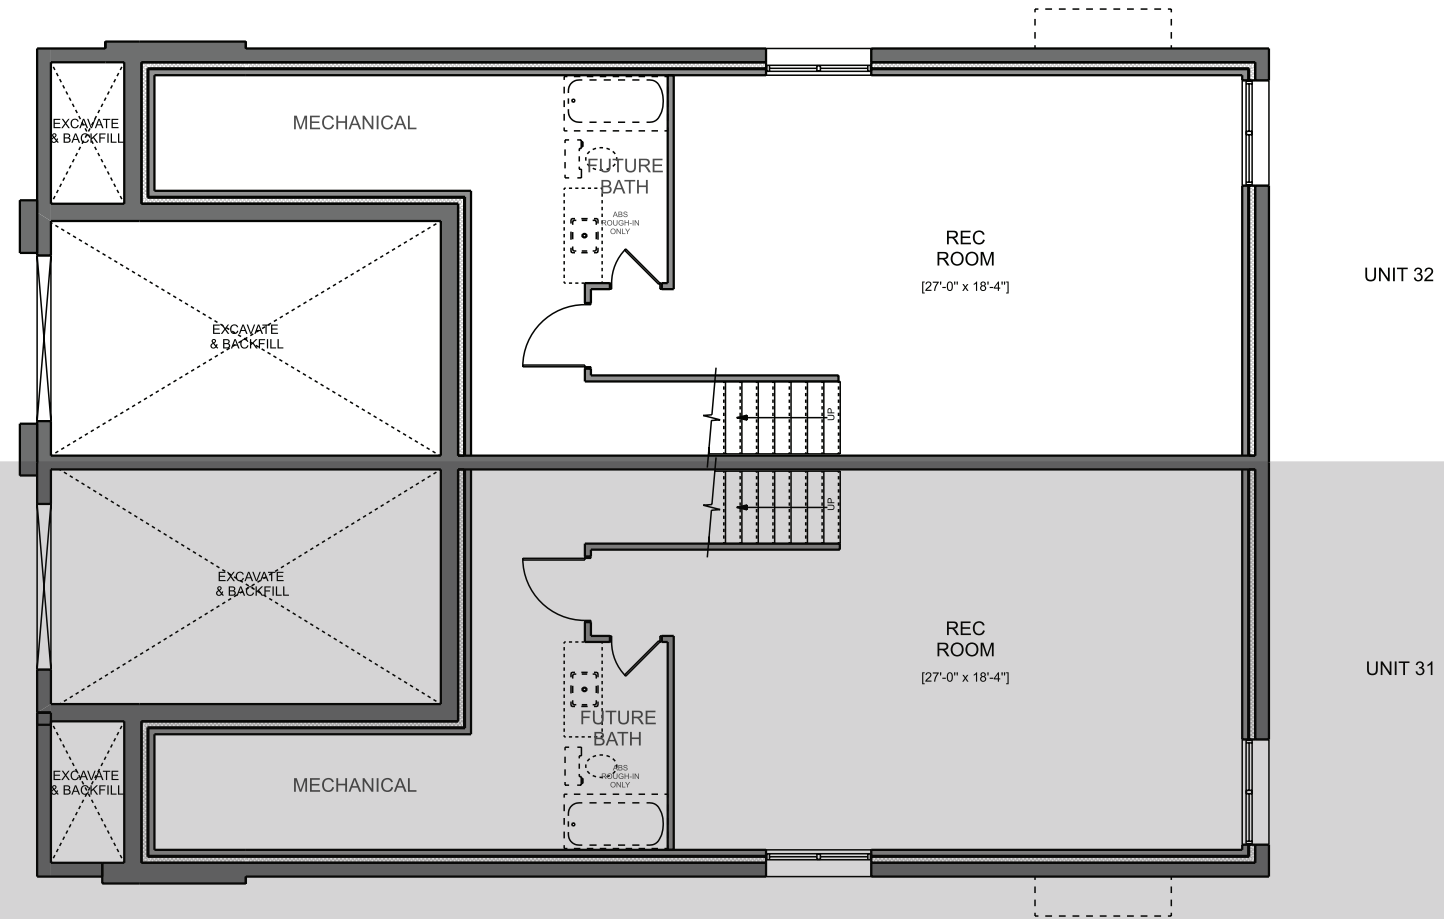 EXCAVATE
& BACKFILL
MECHANICAL
FUTURE
BATH
ABS
ROUGH-IN
ONLY
REC
ROOM
[27'-0" x 18'-4"]
UNIT 32
EXCAVATE
& BACKFILL
UP
UP
EXCAVATE
& BACKFILL
REC
ROOM
[27'-0" x 18'-4"]
UNIT 31
FUTURE
BATH
ABS
ROUGH-IN
ONLY
EXCAVATE
& BACKFILL
MECHANICAL